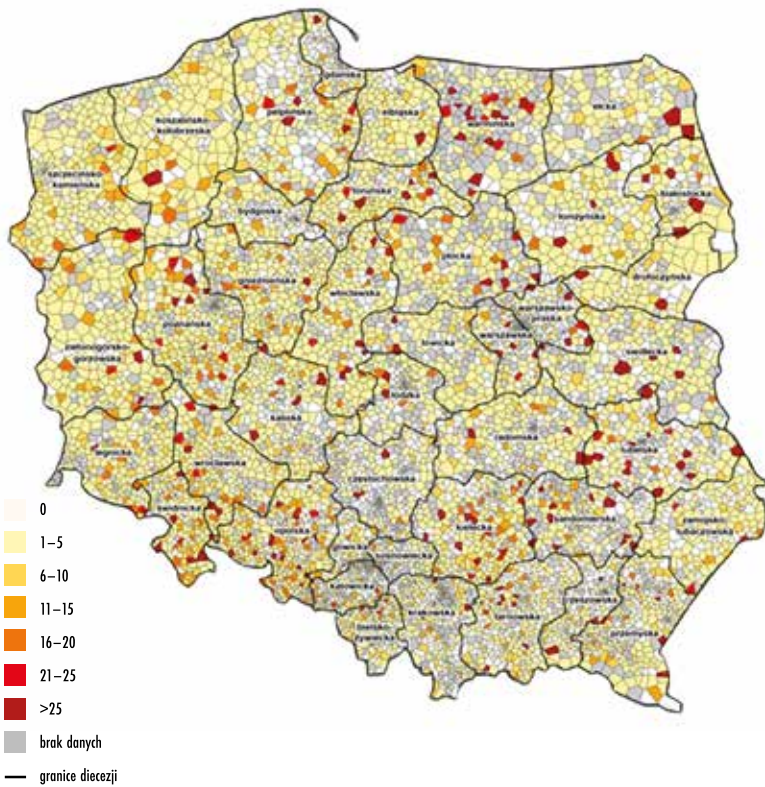 gdańska
koszalińsko-
kołobrzeska
pelplińska
elbląska
warmińska
ełcka
szczecińsko-
kamieńska
bydgoska
toruńska
łomżyńska
białostocka
gnieźnieńska
włocławska
płocka
drohiczyńska
poznańska
warszawsko-
praska
warszawska
zielonogórsko-
gorzowska
łowicka
siedlecka
łódzka
kaliska
radomska
lubelska
legnicka
wrocławska
częstochowska
świdnicka
opolska
kielecka
sandomierska
zamojsko-
lubaczowska
gliwicka
sosnowiecka
katowicka
krakowska
tarnowska
rzeszowska
przemyska
bielsko-
żywiecka
0
1–5
6–10
11–15
16–20
21–25
>25
brak danych
granice diecezji